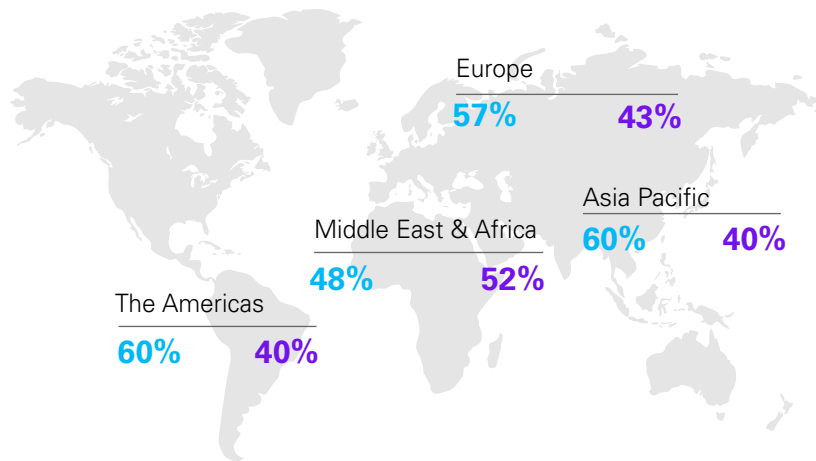 Europe
57% 43%
Asia Pacific
60% 40%
Middle East & Africa
48% 52%
The Americas
60% 40%